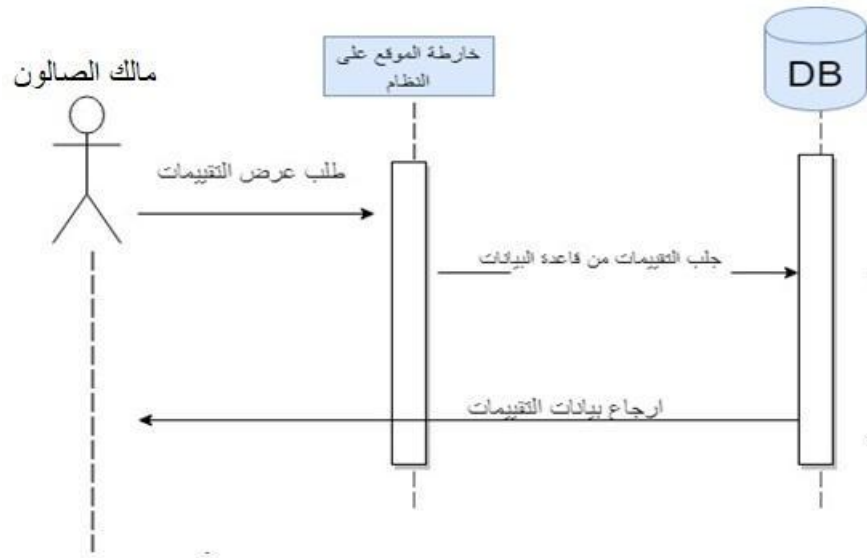 مالك الصالون
خارطة الموقع على
النظام
DB
طلب عرض التقييمات
جلب التقييمات من قاعدة البيانات
ارجاع بيانات التقييمات